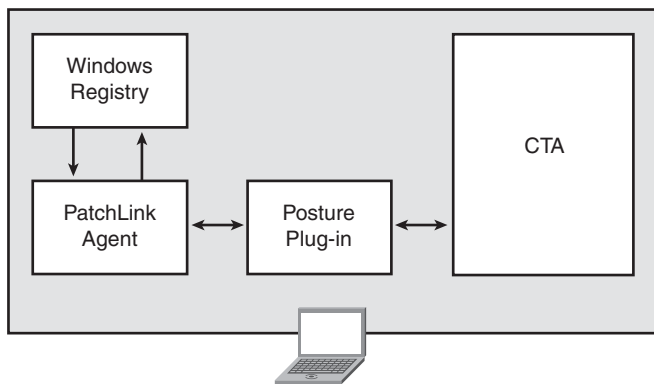 Windows
Registry
CTA
PatchLink
Agent
Posture
Plug-in